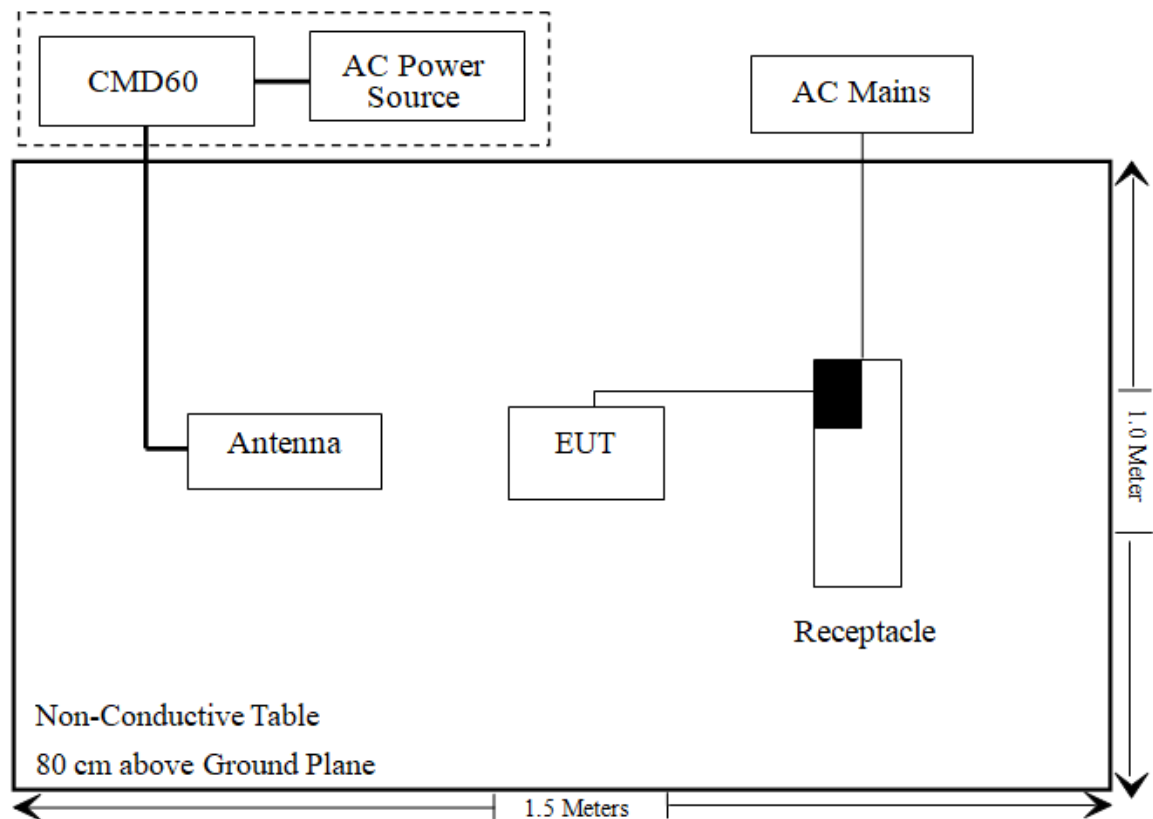 CMD60
AC Power
Source
AC Mains
Antenna
EUT
1.0 Meter
Receptacle
Non-Conductive Table
80 cm above Ground Plane
1.5 Meters